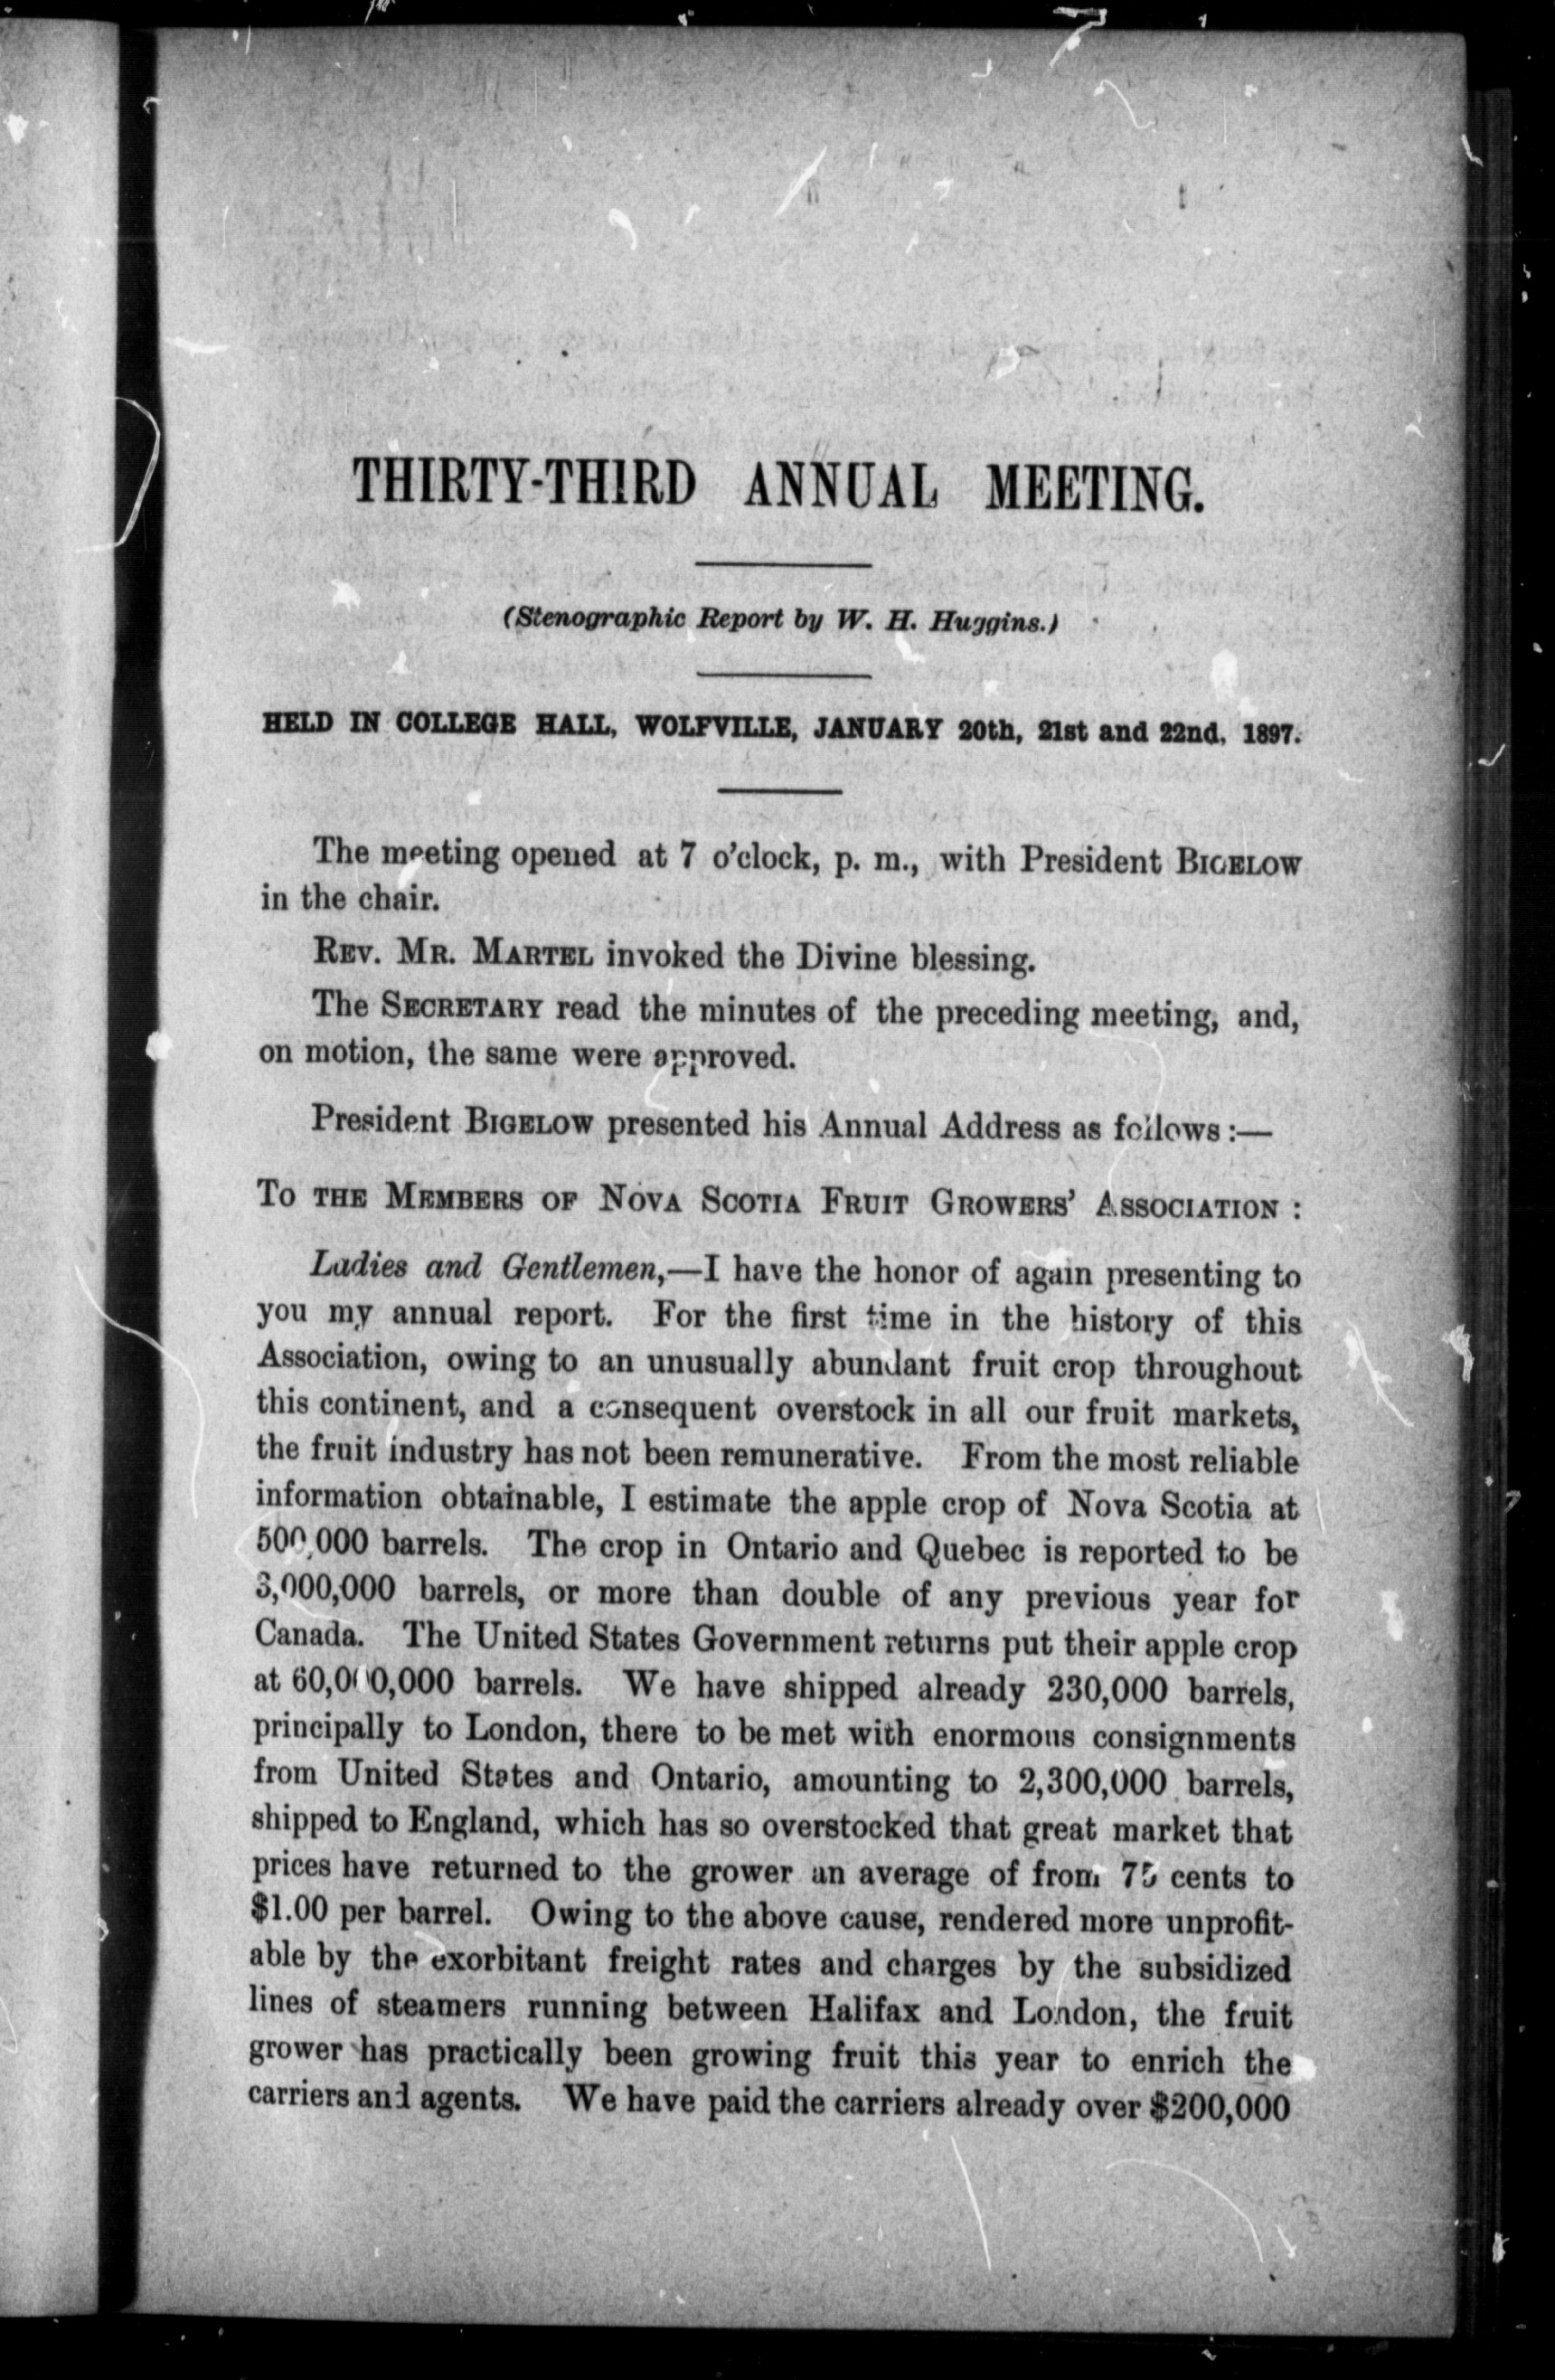 THIRTY-THIRD ANNUAL MEETING.
(Stenographic Report by W. H. Huggins.)
HELD IN COLLEGE HALL, WOLFVILLE, JANUARY 20th, 21st and 22nd, 1897.
The meeting opened at 7 o'clock, p. m., with President BIGELOW
in the chair.
REV. MR. MARTEL invoked the Divine blessing.
The SECRETARY read the minutes of the preceding meeting, and,
on motion, the same were approved.
President BIGELOW presented his Annual Address as follows :—
TO THE MEMBERS OF NOVA SCOTIA FRUIT GROWERS' ASSOCIATION :
Ladies and Gentlemen,—I have the honor of again presenting to
you my annual report. For the first time in the history of this
Association, owing to an unusually abundant fruit crop throughout
this continent, and a consequent overstock in all our fruit markets,
the fruit industry has not been remunerative. From the most reliable
information obtainable, I estimate the apple crop of Nova Scotia at
500,000 barrels. The crop in Ontario and Quebec is reported to be
3,000,000 barrels, or more than double of any previous year for
Canada. The United States Government returns put their apple crop
at 60,000,000 barrels. We have shipped already 230,000 barrels,
principally to London, there to be met with enormous consignments
from United States and Ontario, amounting to 2,300,000 barrels,
shipped to England, which has so overstocked that great market that
prices have returned to the grower an average of from 75 cents to
$1.00 per barrel. Owing to the above cause, rendered more unprofit-
able by the exorbitant freight rates and charges by the subsidized
lines of steamers running between Halifax and London, the fruit
grower has practically been growing fruit this year to enrich the
carriers and agents. We have paid the carriers already over $200,000